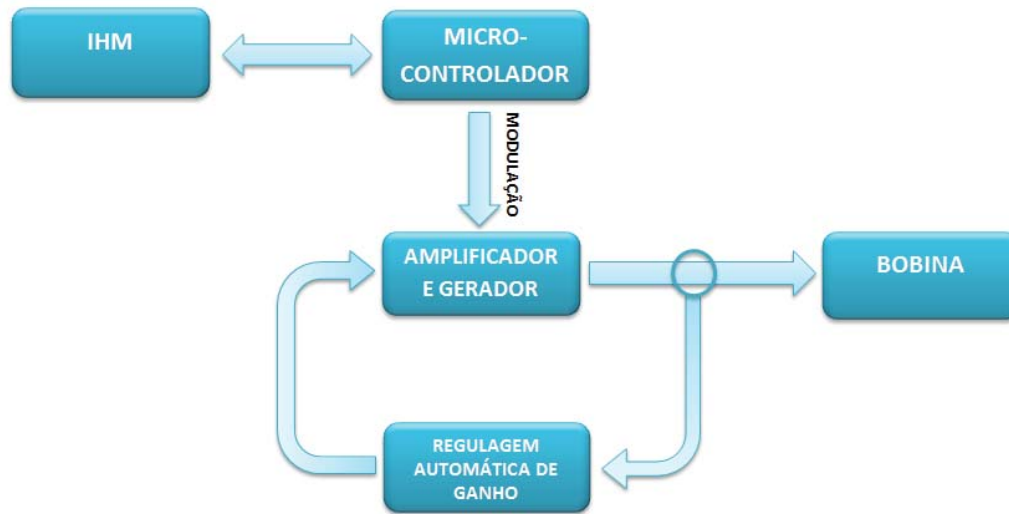 IHM
MICRO-
CONTROLADOR
MODULAÇÃO
AMPLIFICADOR
E GERADOR
BOBINA
REGULAGEM
AUTOMÁTICA DE
GANHO